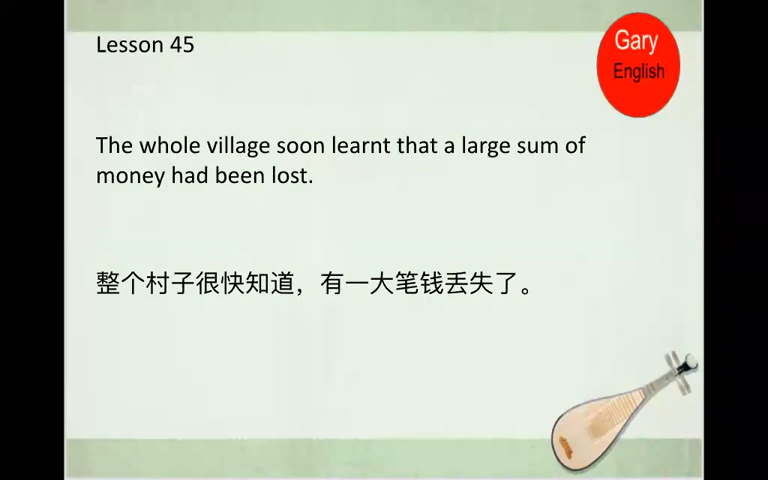 Lesson 45
Gary
English
The whole village soon learnt that a large sum of
money had been lost.
整个村子很快知道，有一大笔钱丢失了。